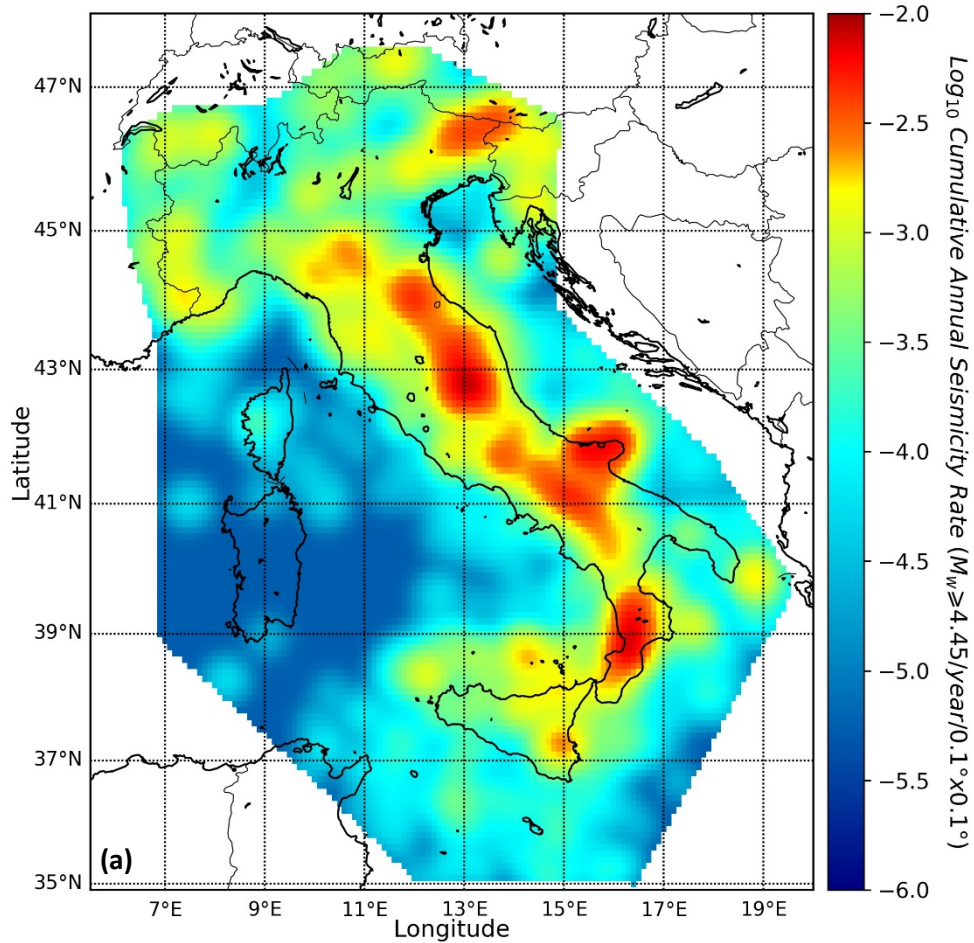 47°N
45°N
43°N
41°N
39°N
37°N
35°N
Latitude
(a)
7°E 9°E 11°E 13°E 15°E 17°E 19°E
Longitude
−2.0
−2.5
−3.0
−3.5
−4.0
−4.5
−5.0
−5.5
−6.0
Log₁₀ Cumulative Annual Seismicity Rate (M_W≥4.45/year/0.1°x0.1°)